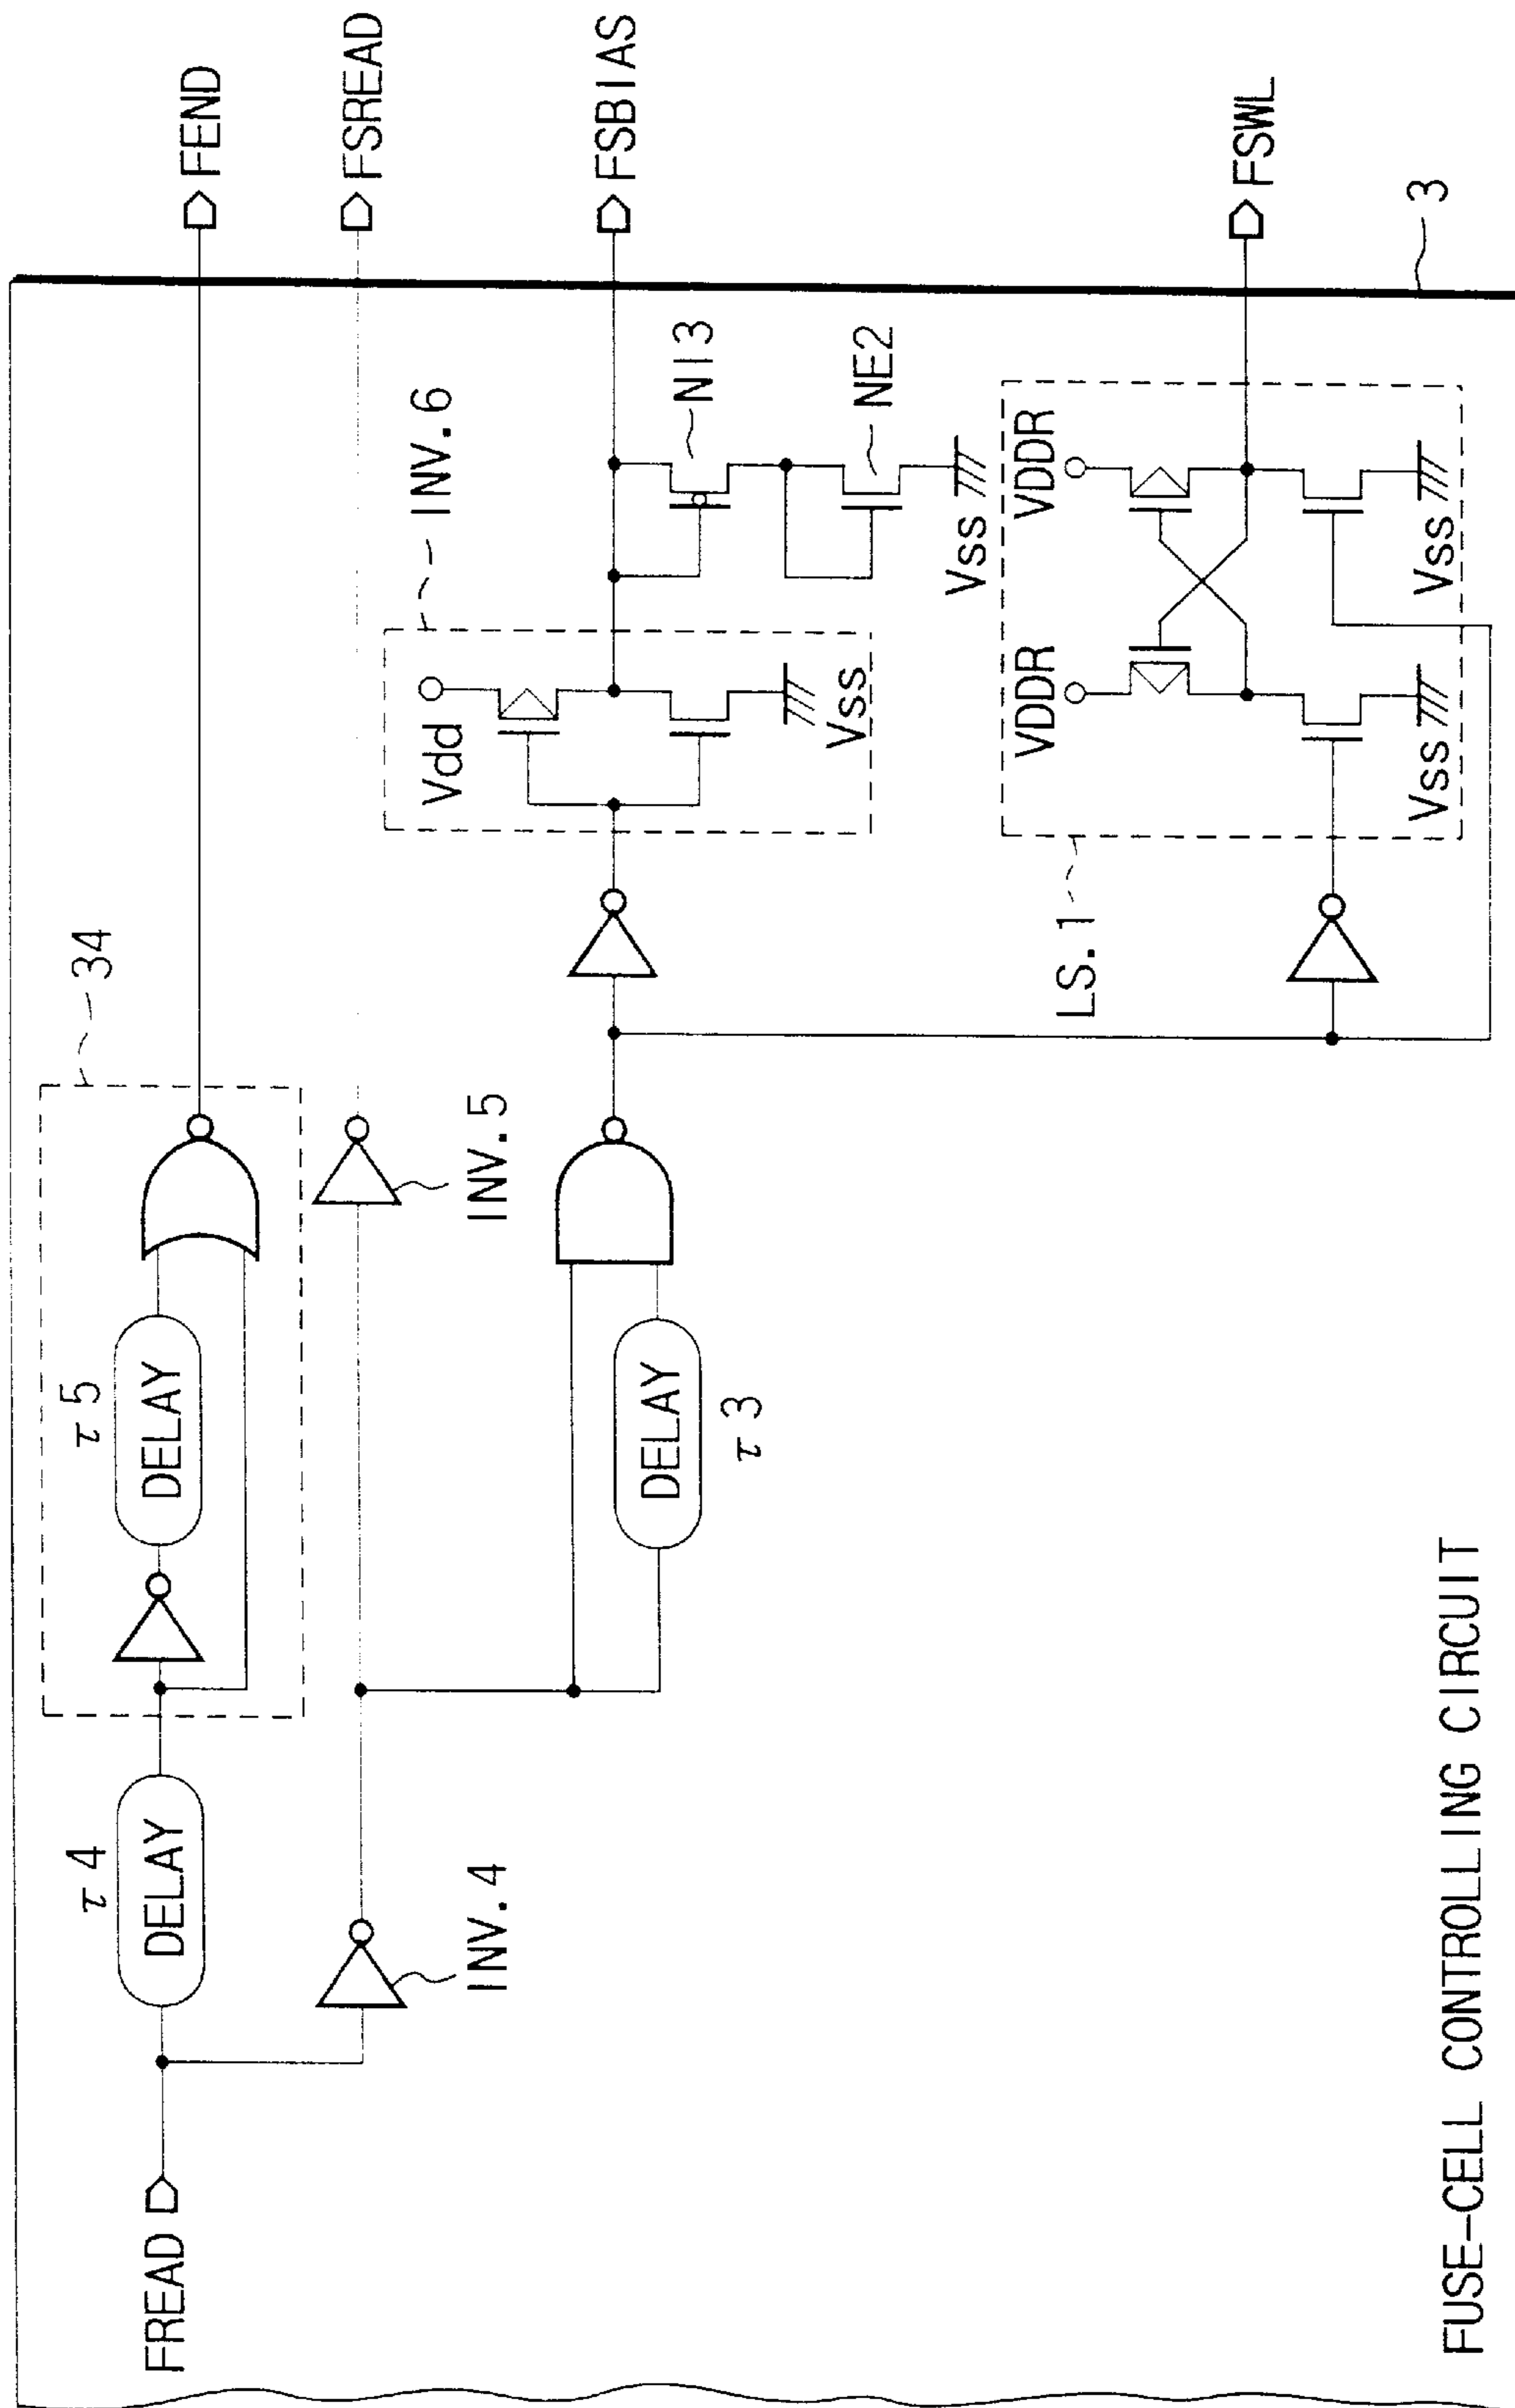 FREAD
τ4
DELAY
34
τ5
DELAY
FEND
INV.4
INV.5
FSREAD
DELAY
τ3
INV.6
Vdd
Vss
NI3
NE2
Vss
FSBIAS
LS.1
VDDR
VDDR
Vss
Vss
FSWL
3
FUSE-CELL CONTROLLING CIRCUIT